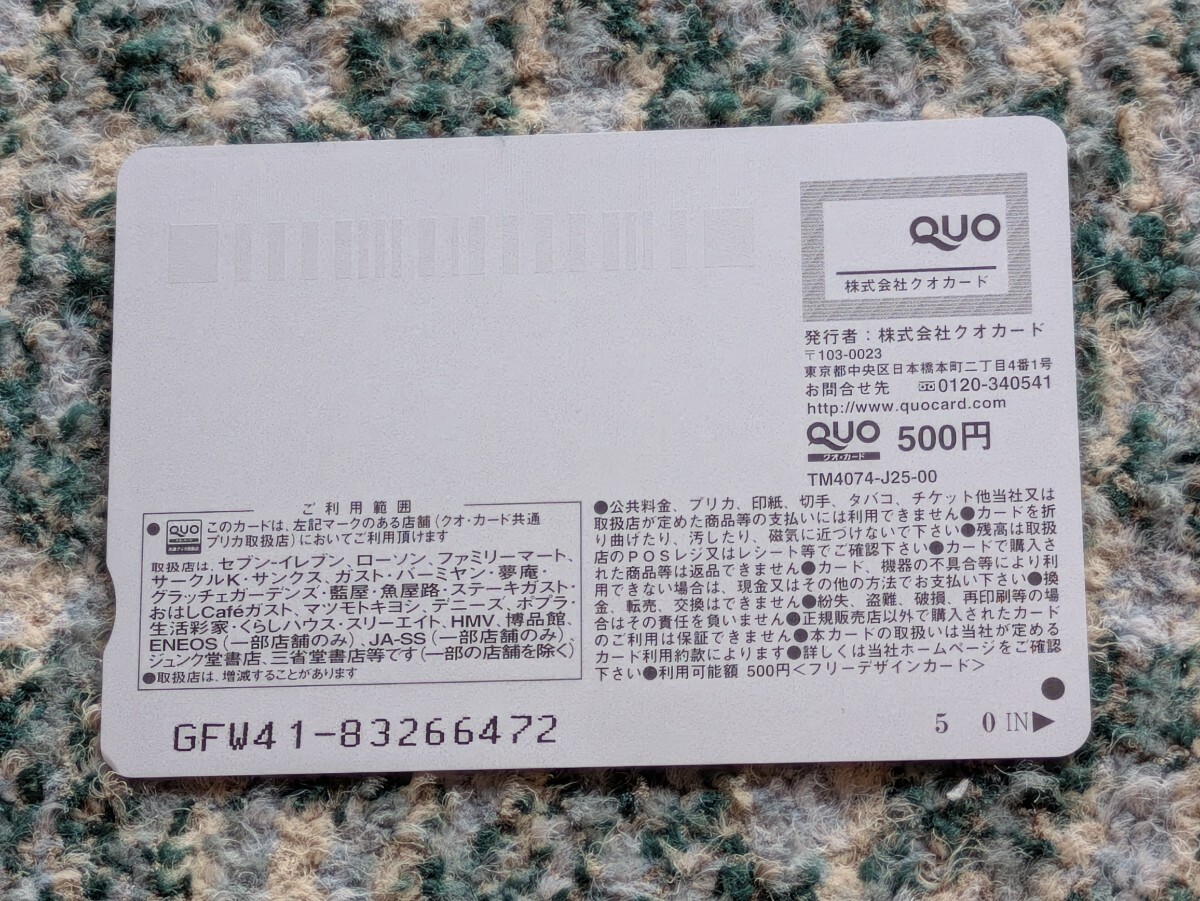 QUO
株式会社クオカード
発行者：株式会社クオカード
〒103-0023
東京都中央区日本橋本町二丁目4番1号
お問合せ先 0120-340541
http://www.quocard.com
QUO 500円
クオ・カード
TM4074-J25-00
ご利用範囲
●QUO このカードは、左記マークのある店舗(クオ・カード共通
プリカ取扱店)において御利用頂けます
取扱店は、セブン-イレブン、ローソン、ファミリーマート、
サークルK・サンクス、ガスト・バーミヤン・夢庵・
グラッチェガーデンズ・藍屋・魚屋路・ステーキガスト・
おはしCaféガスト、マツモトキヨシ、デニーズ、ポプラ・
生活彩家・くらしハウス・スリーエイト、HMV、博品館、
ENEOS(一部店舗のみ)、JA-SS(一部店舗のみ)、
ジュンク堂書店、三省堂書店等です(一部の店舗を除く)
●取扱店は、増減することがあります
●公共料金、プリカ、印紙、切手、タバコ、チケット他当社又は
取扱店が定めた商品等の支払いには利用できません●カードを折
り曲げたり、汚したり、磁気に近づけないで下さい●残高は取扱
店のPOSレジ又はレシート等でご確認下さい●カードで購入さ
れた商品等は返品できません●カード、機器の不具合等により利
用できない場合は、現金又はその他の方法でお支払い下さい●換
金、転売、交換はできません●紛失、盗難、破損、再印刷等の場
合はその責任を負いません●正規販売店以外で購入されたカード
のご利用は保証できません●本カードの取扱いは当社が定める
カード利用約款によります●詳しくは当社ホームページをご確認
下さい●利用可能額 500円<フリーデザインカード>
GFW41-83266472
5 0 IN▶